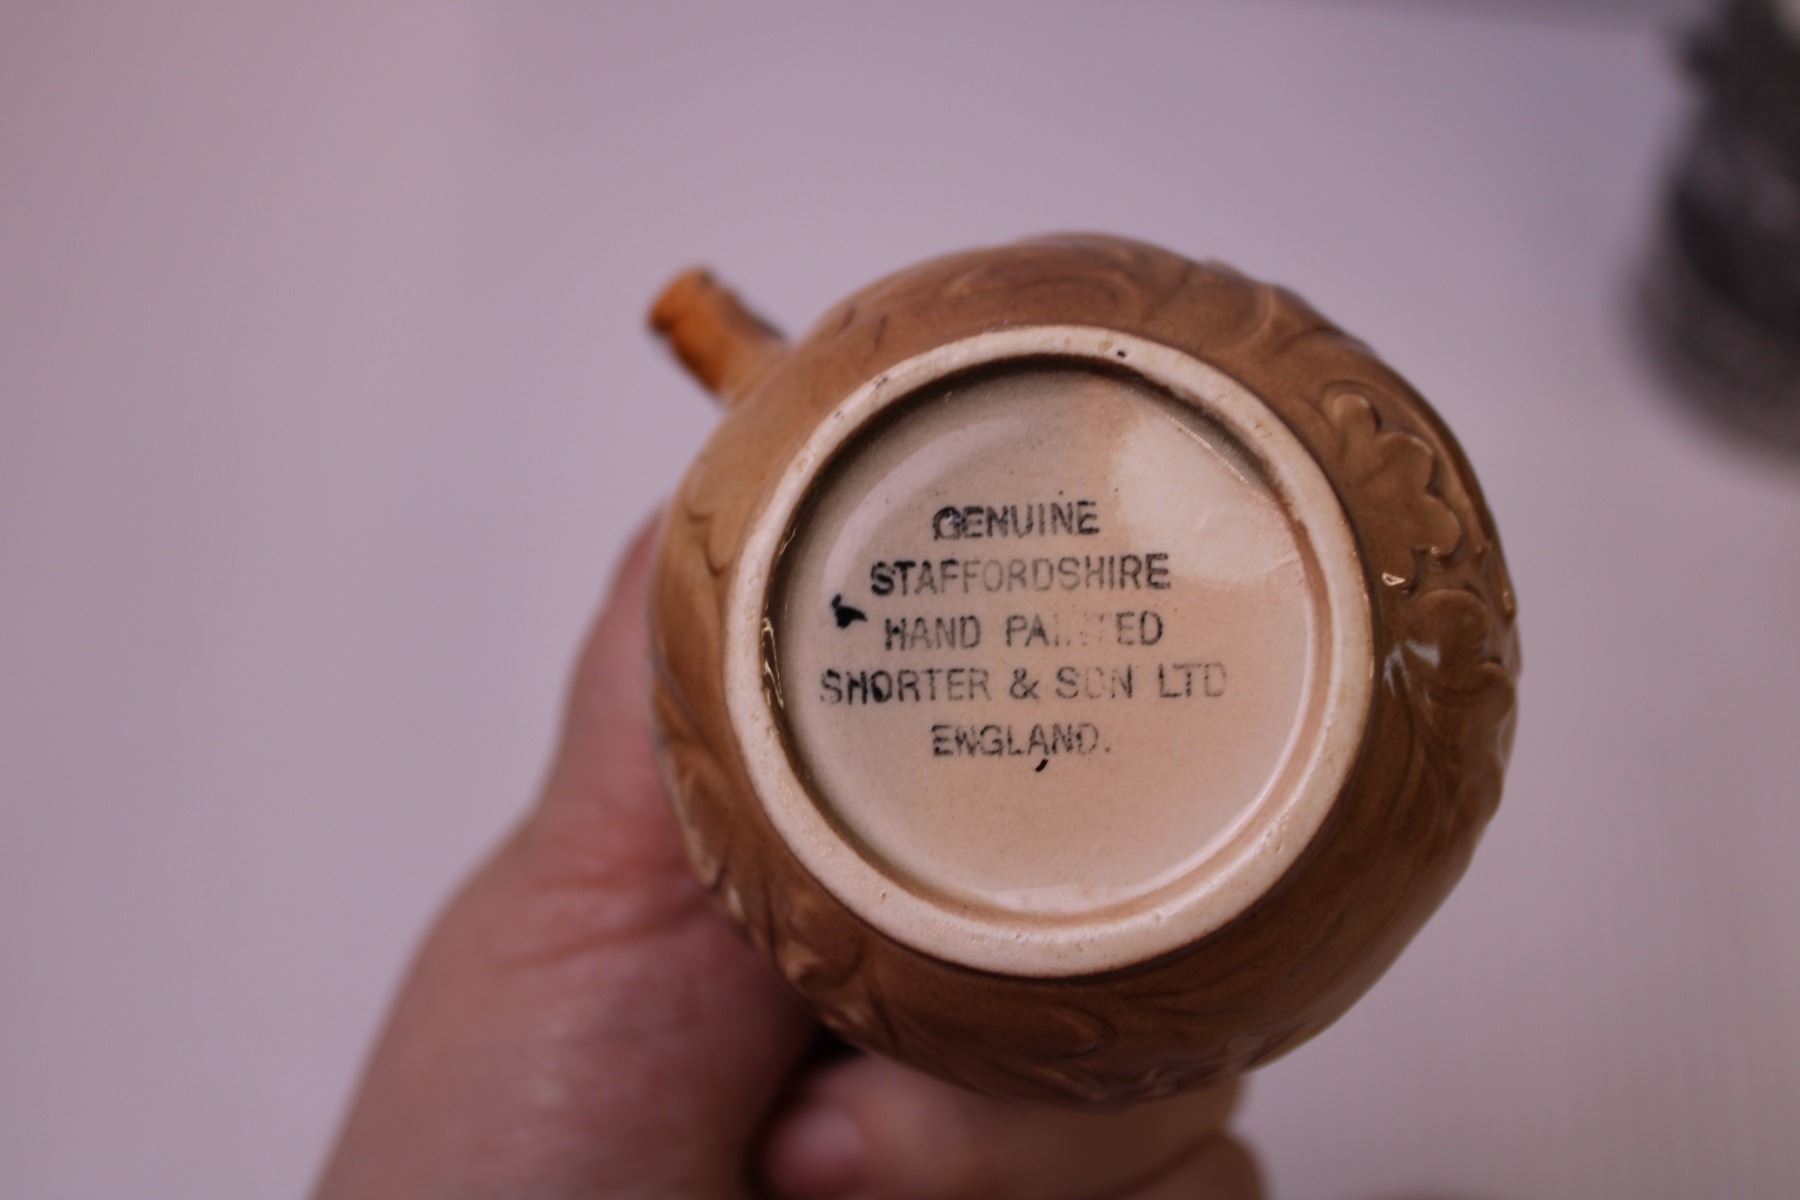 GENUINE
STAFFORDSHIRE
HAND PAINTED
SHORTER & SON LTD
ENGLAND.